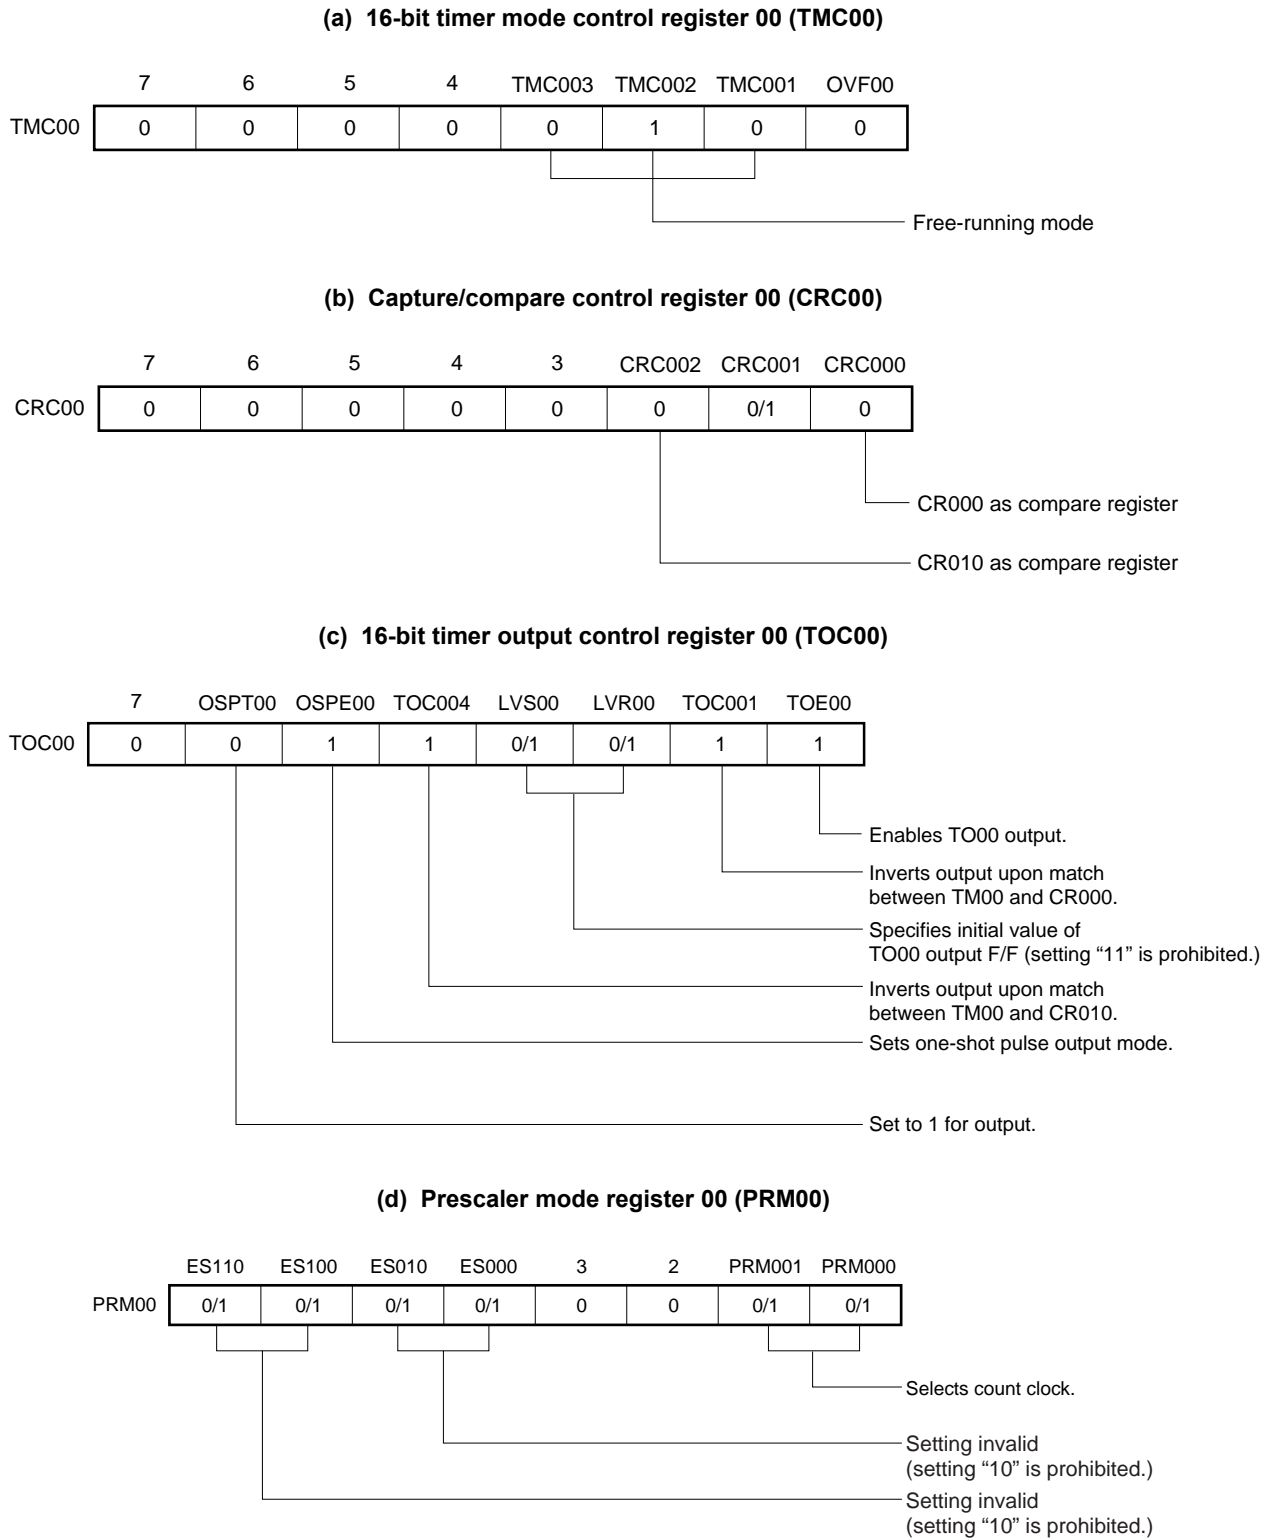 (a) 16-bit timer mode control register 00 (TMC00)
7 6 5 4 TMC003 TMC002 TMC001 OVF00
TMC00 0 0 0 0 0 1 0 0
Free-running mode
(b) Capture/compare control register 00 (CRC00)
7 6 5 4 3 CRC002 CRC001 CRC000
CRC00 0 0 0 0 0 0 0/1 0
CR000 as compare register
CR010 as compare register
(c) 16-bit timer output control register 00 (TOC00)
7 OSPT00 OSPE00 TOC004 LVS00 LVR00 TOC001 TOE00
TOC00 0 0 1 1 0/1 0/1 1 1
Enables TO00 output.
Inverts output upon match
between TM00 and CR000.
Specifies initial value of
TO00 output F/F (setting “11” is prohibited.)
Inverts output upon match
between TM00 and CR010.
Sets one-shot pulse output mode.
Set to 1 for output.
(d) Prescaler mode register 00 (PRM00)
ES110 ES100 ES010 ES000 3 2 PRM001 PRM000
PRM00 0/1 0/1 0/1 0/1 0 0 0/1 0/1
Selects count clock.
Setting invalid
(setting “10” is prohibited.)
Setting invalid
(setting “10” is prohibited.)